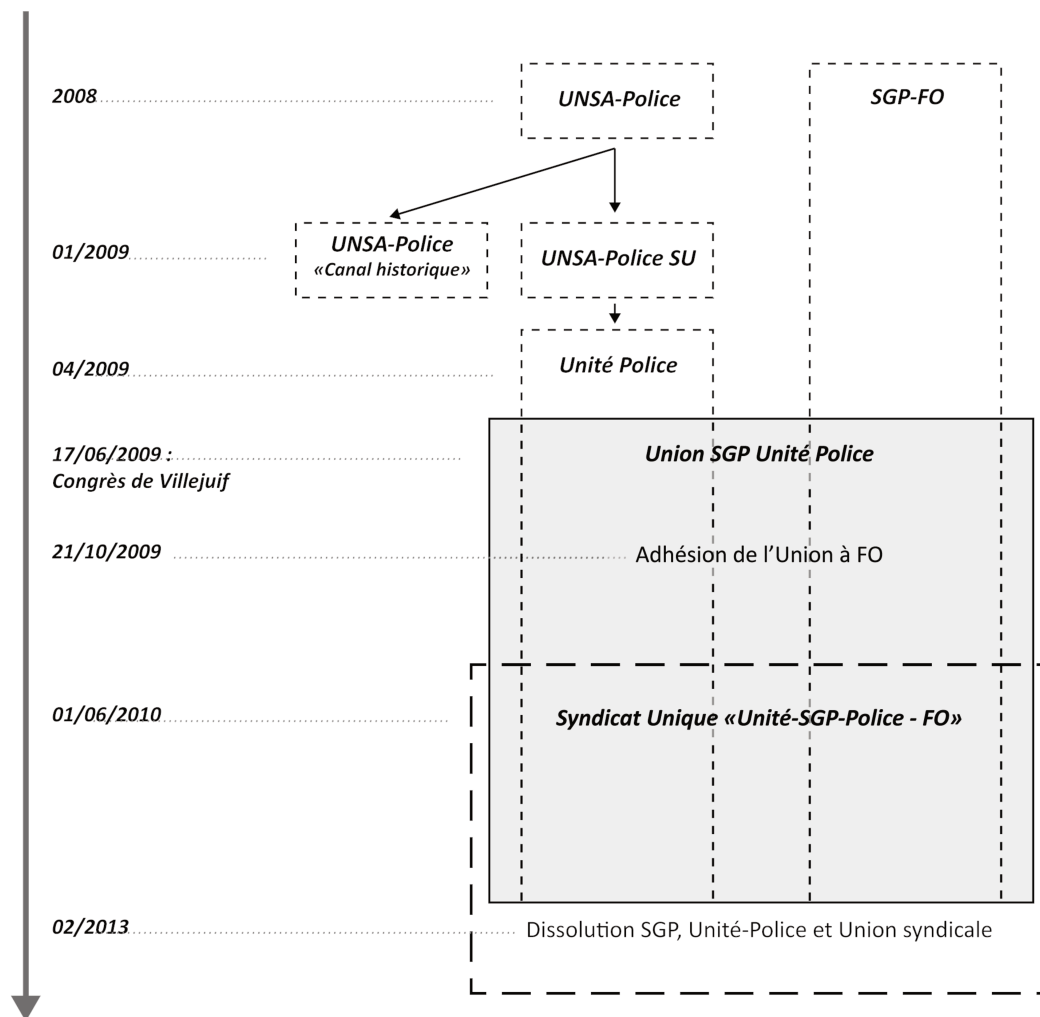 2008
UNSA-Police
SGP-FO
01/2009
UNSA-Police
«Canal historique»
UNSA-Police SU
04/2009
Unité Police
17/06/2009 :
Congrès de Villejuif
Union SGP Unité Police
21/10/2009
Adhésion de l’Union à FO
01/06/2010
Syndicat Unique «Unité-SGP-Police - FO»
02/2013
Dissolution SGP, Unité-Police et Union syndicale